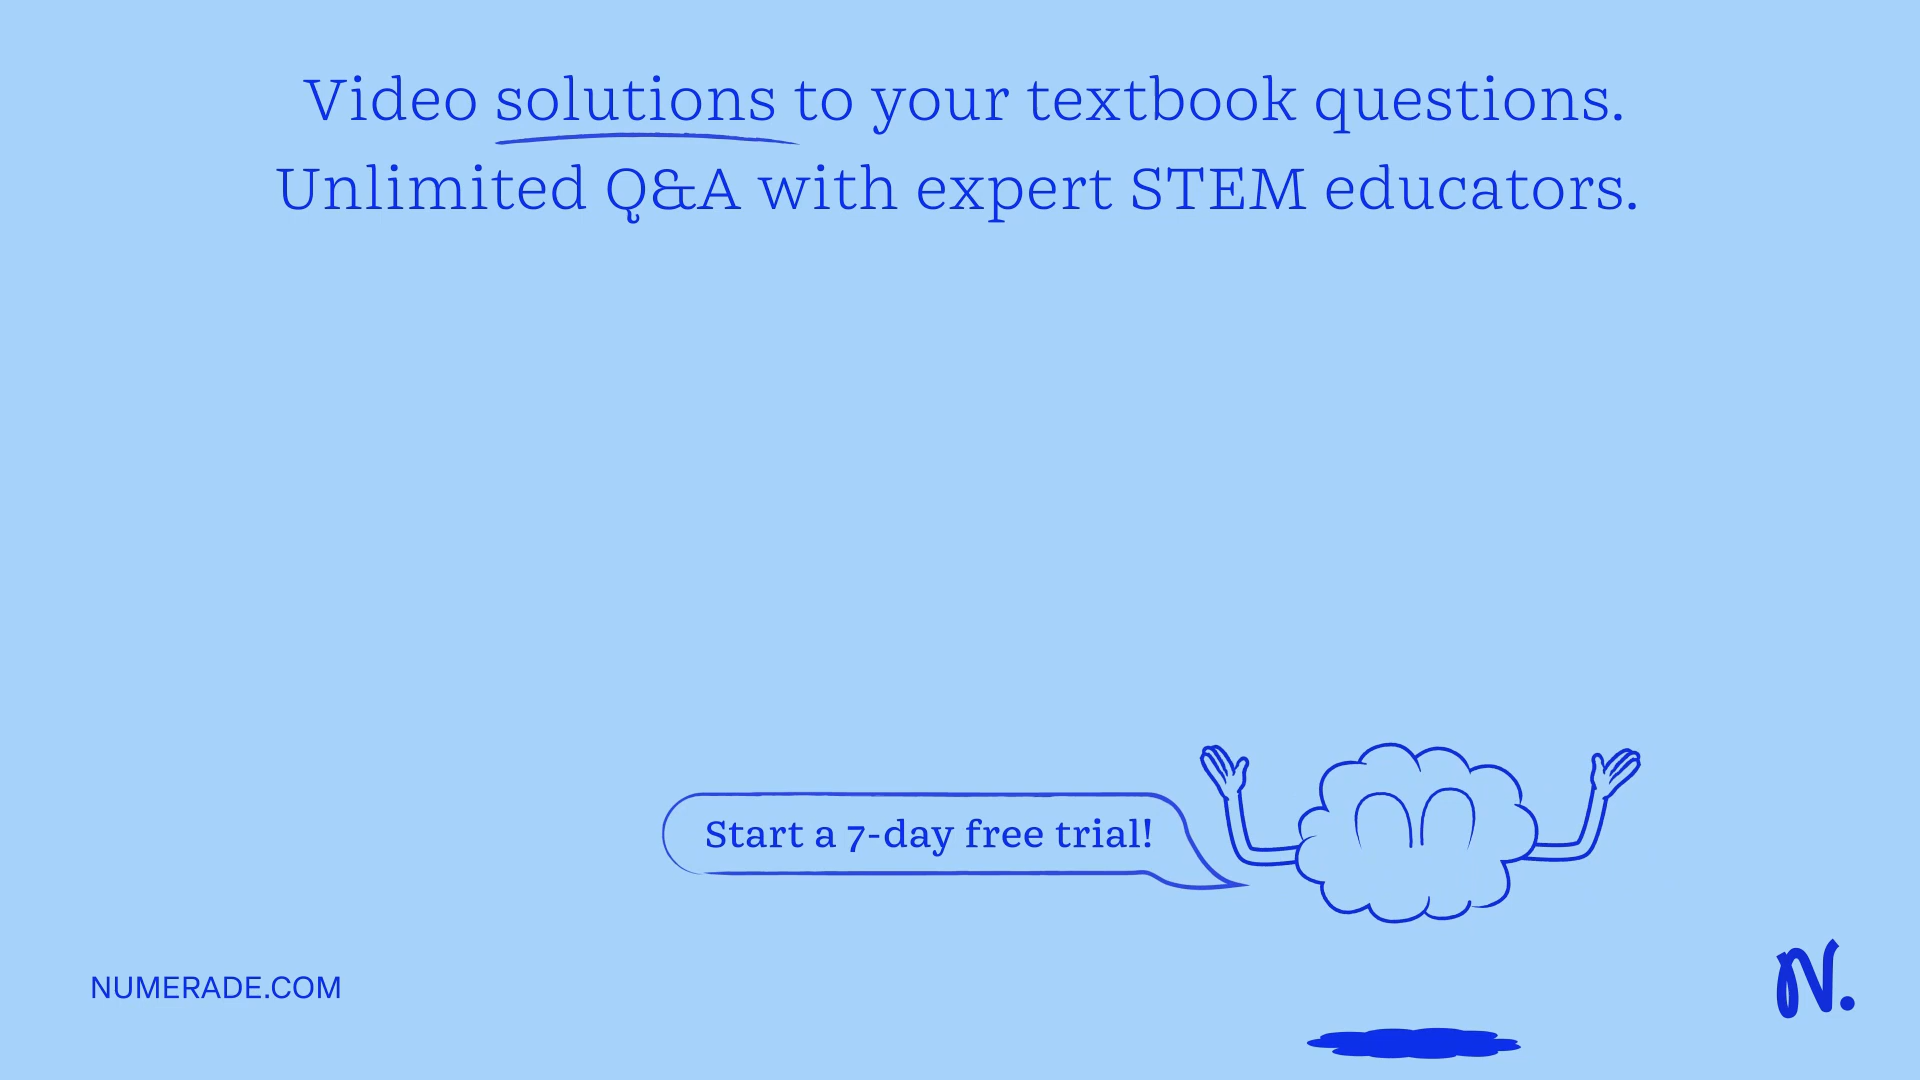 Video solutions to your textbook questions.
Unlimited Q&A with expert STEM educators.
Start a 7-day free trial!
NUMERADE.COM
N.